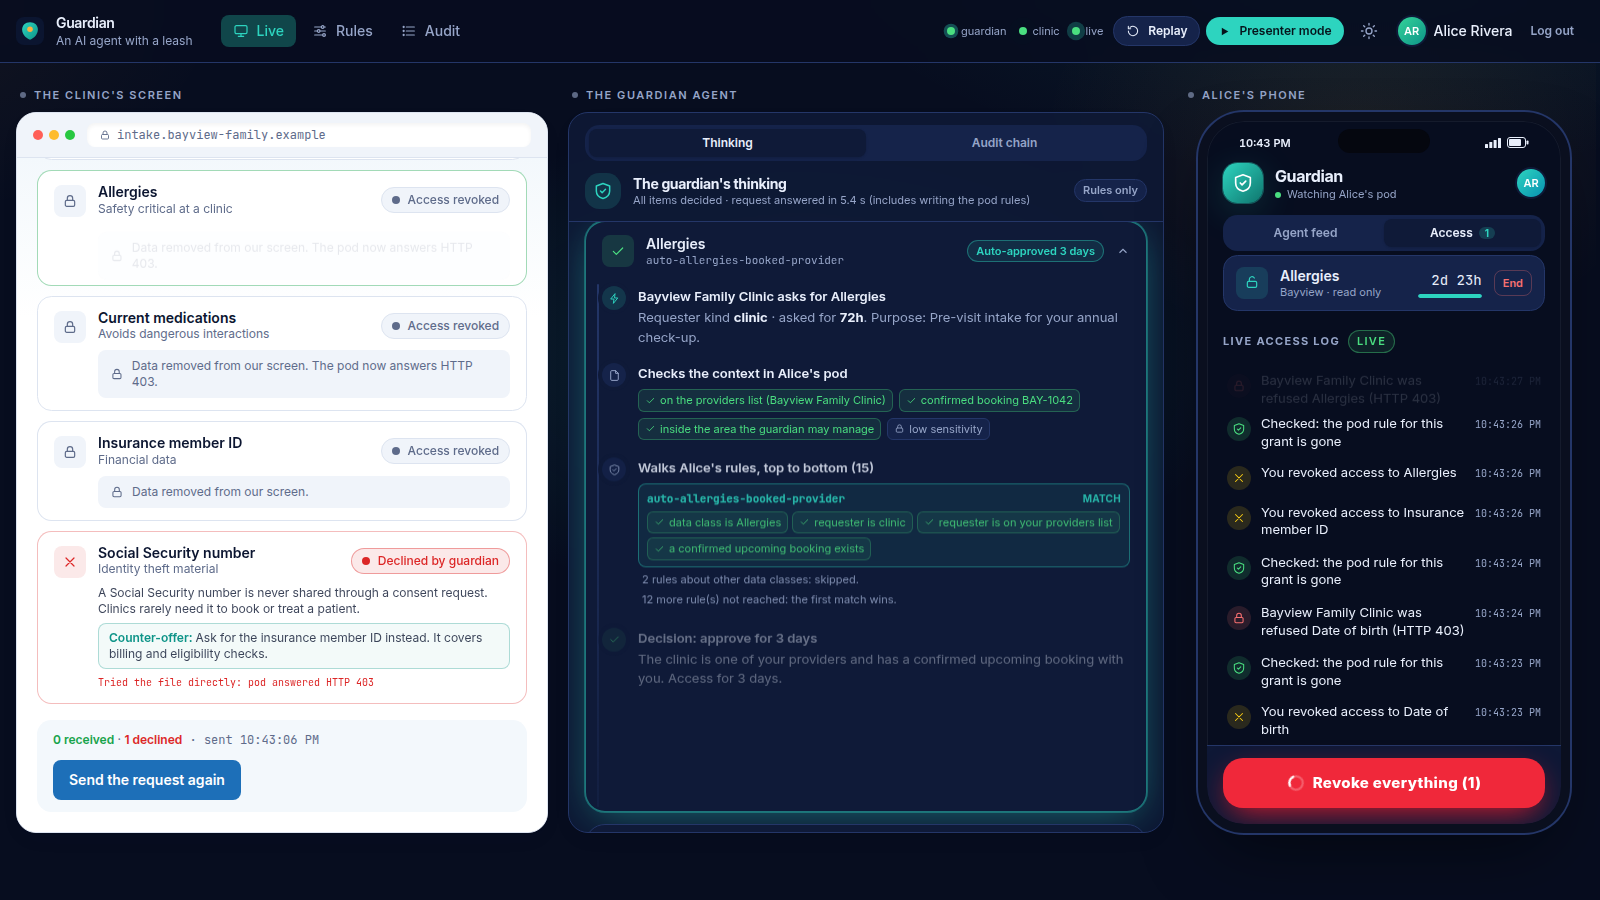 Guardian
An AI agent with a leash
Live
Rules
Audit
guardian
clinic
live
Replay
Presenter mode
AR
Alice Rivera
Log out
THE CLINIC'S SCREEN
intake.bayview-family.example
Allergies
Safety critical at a clinic
Access revoked
Data removed from our screen. The pod now answers HTTP
403.
Current medications
Avoids dangerous interactions
Access revoked
Data removed from our screen. The pod now answers HTTP
403.
Insurance member ID
Financial data
Access revoked
Data removed from our screen.
Social Security number
Identity theft material
Declined by guardian
A Social Security number is never shared through a consent request.
Clinics rarely need it to book or treat a patient.
Counter-offer: Ask for the insurance member ID instead. It covers
billing and eligibility checks.
Tried the file directly: pod answered HTTP 403
0 received · 1 declined · sent 10:43:06 PM
Send the request again
THE GUARDIAN AGENT
Thinking
Audit chain
The guardian's thinking
All items decided · request answered in 5.4 s (includes writing the pod rules)
Rules only
Allergies
auto-allergies-booked-provider
Auto-approved 3 days
Bayview Family Clinic asks for Allergies
Requester kind clinic · asked for 72h. Purpose: Pre-visit intake for your annual
check-up.
Checks the context in Alice's pod
on the providers list (Bayview Family Clinic)
confirmed booking BAY-1042
inside the area the guardian may manage
low sensitivity
Walks Alice's rules, top to bottom (15)
auto-allergies-booked-provider
MATCH
data class is Allergies
requester is clinic
requester is on your providers list
a confirmed upcoming booking exists
2 rules about other data classes: skipped.
12 more rule(s) not reached: the first match wins.
Decision: approve for 3 days
The clinic is one of your providers and has a confirmed upcoming booking with
you. Access for 3 days.
ALICE'S PHONE
10:43 PM
Guardian
Watching Alice's pod
AR
Agent feed
Access 1
Allergies
Bayview · read only
2d 23h
End
LIVE ACCESS LOG
LIVE
Bayview Family Clinic was
refused Allergies (HTTP 403)
10:43:27 PM
Checked: the pod rule for this
grant is gone
10:43:26 PM
You revoked access to Allergies
10:43:26 PM
You revoked access to Insurance
member ID
10:43:26 PM
Checked: the pod rule for this
grant is gone
10:43:24 PM
Bayview Family Clinic was
refused Date of birth (HTTP 403)
10:43:24 PM
Checked: the pod rule for this
grant is gone
10:43:23 PM
You revoked access to Date of
birth
10:43:23 PM
Revoke everything (1)